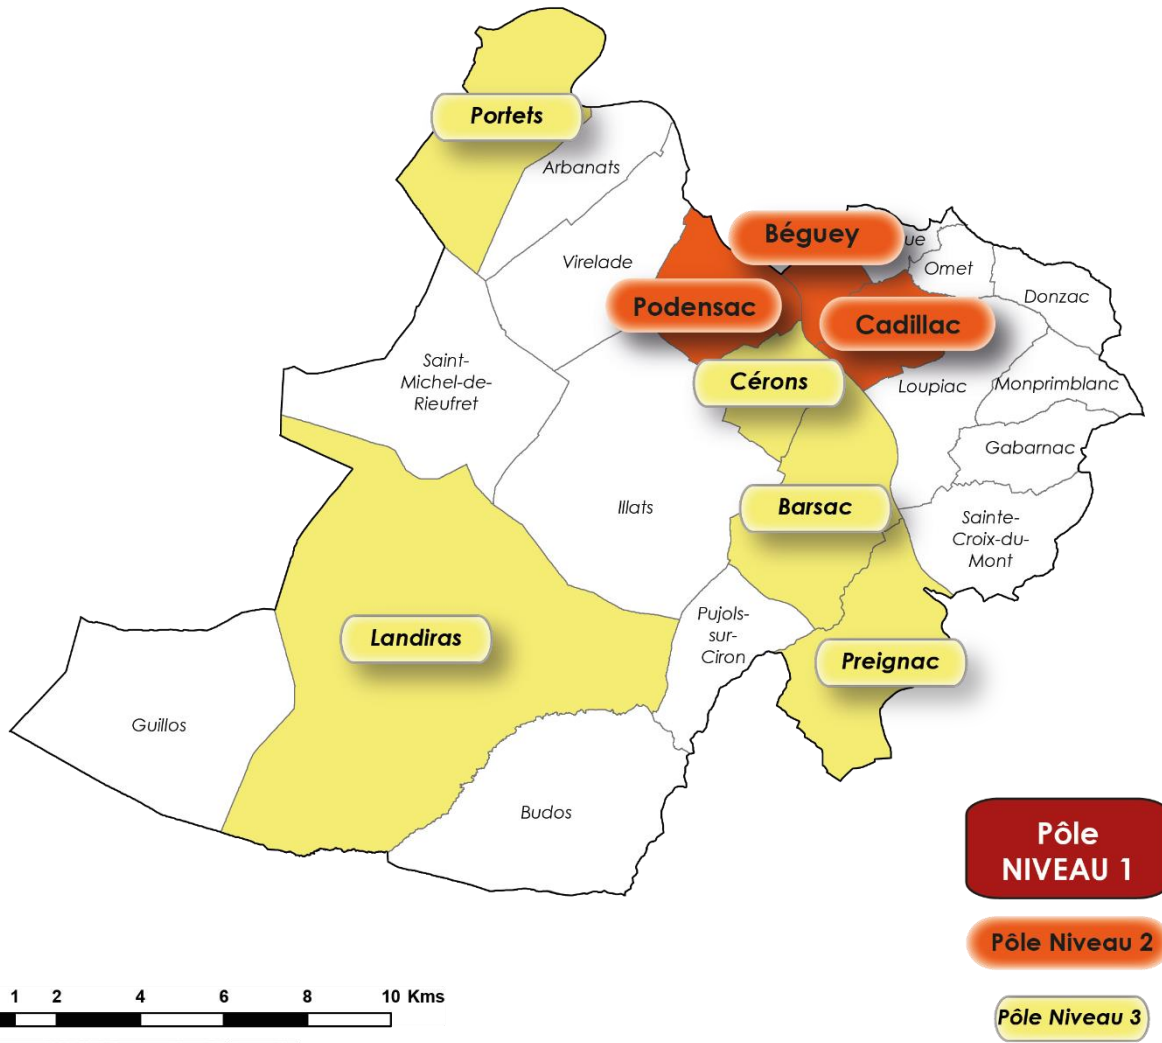 Portets
Arbanats
Virelade
Béguey
ue
Omet
Donzac
Podensac
Cadillac
Saint-
Michel-de-
Rieufret
Cérons
Loupiac
Monprimblanc
Gabarnac
Illats
Barsac
Sainte-
Croix-du-
Mont
Landiras
Pujols-
sur-
Ciron
Preignac
Guillos
Budos
Pôle
NIVEAU 1
Pôle Niveau 2
Pôle Niveau 3
1 2 4 6 8 10 Kms